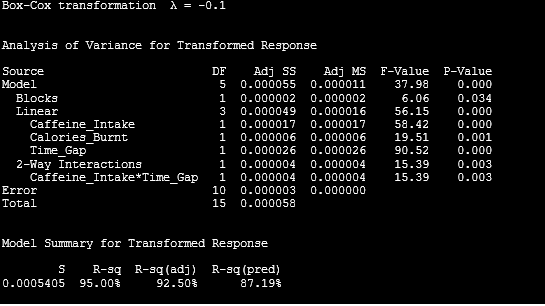 Box-Cox transformation λ = -0.1
Analysis of Variance for Transformed Response
Source DF Adj SS Adj MS F-Value P-Value
Model 5 0.000055 0.000011 37.98 0.000
Blocks 1 0.000002 0.000002 6.06 0.034
Linear 3 0.000049 0.000016 56.15 0.000
Caffeine_Intake 1 0.000017 0.000017 58.42 0.000
Calories_Burnt 1 0.000006 0.000006 19.51 0.001
Time_Gap 1 0.000026 0.000026 90.52 0.000
2-Way Interactions 1 0.000004 0.000004 15.39 0.003
Caffeine_Intake*Time_Gap 1 0.000004 0.000004 15.39 0.003
Error 10 0.000003 0.000000
Total 15 0.000058
Model Summary for Transformed Response
S R-sq R-sq(adj) R-sq(pred)
0.0005405 95.00% 92.50% 87.19%